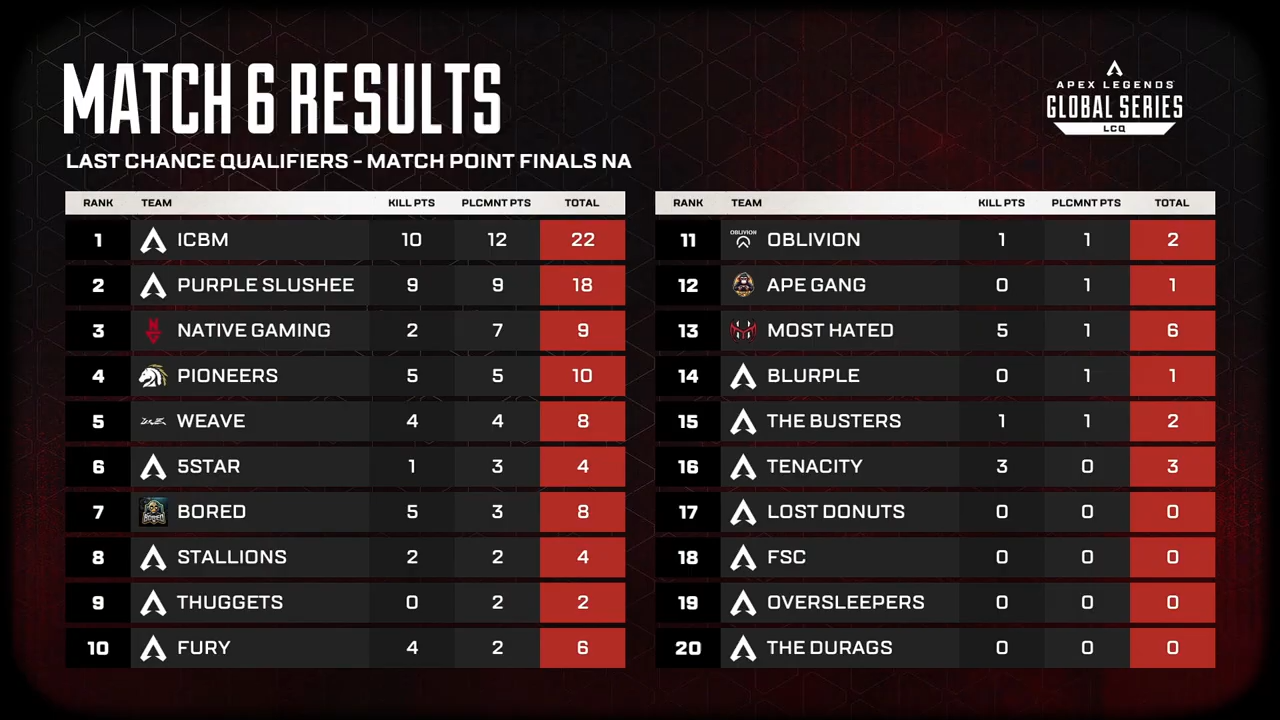 MATCH 6 RESULTS
LAST CHANCE QUALIFIERS - MATCH POINT FINALS NA
APEX LEGENDS
GLOBAL SERIES
LCQ
RANK TEAM KILL PTS PLCMNT PTS TOTAL
1 ICBM 10 12 22
2 PURPLE SLUSHEE 9 9 18
3 NATIVE GAMING 2 7 9
4 PIONEERS 5 5 10
5 WEAVE 4 4 8
6 5STAR 1 3 4
7 BORED 5 3 8
8 STALLIONS 2 2 4
9 THUGGETS 0 2 2
10 FURY 4 2 6
RANK TEAM KILL PTS PLCMNT PTS TOTAL
11 OBLIVION OBLIVION 1 1 2
12 APE GANG 0 1 1
13 MOST HATED 5 1 6
14 BLURPLE 0 1 1
15 THE BUSTERS 1 1 2
16 TENACITY 3 0 3
17 LOST DONUTS 0 0 0
18 FSC 0 0 0
19 OVERSLEEPERS 0 0 0
20 THE DURAGS 0 0 0